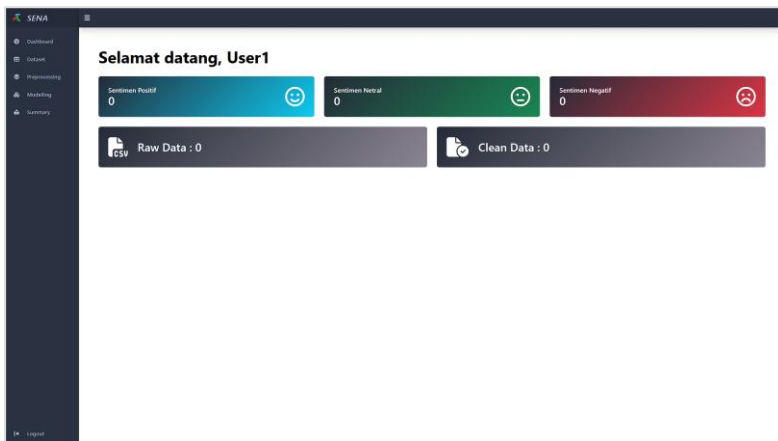 SENA
Dashboard
Dataset
Preprocessing
Modelling
Summary
Selamat datang, User1
Sentimen Positif
0
Sentimen Netral
0
Sentimen Negatif
0
CSV
Raw Data : 0
Clean Data : 0
Logout